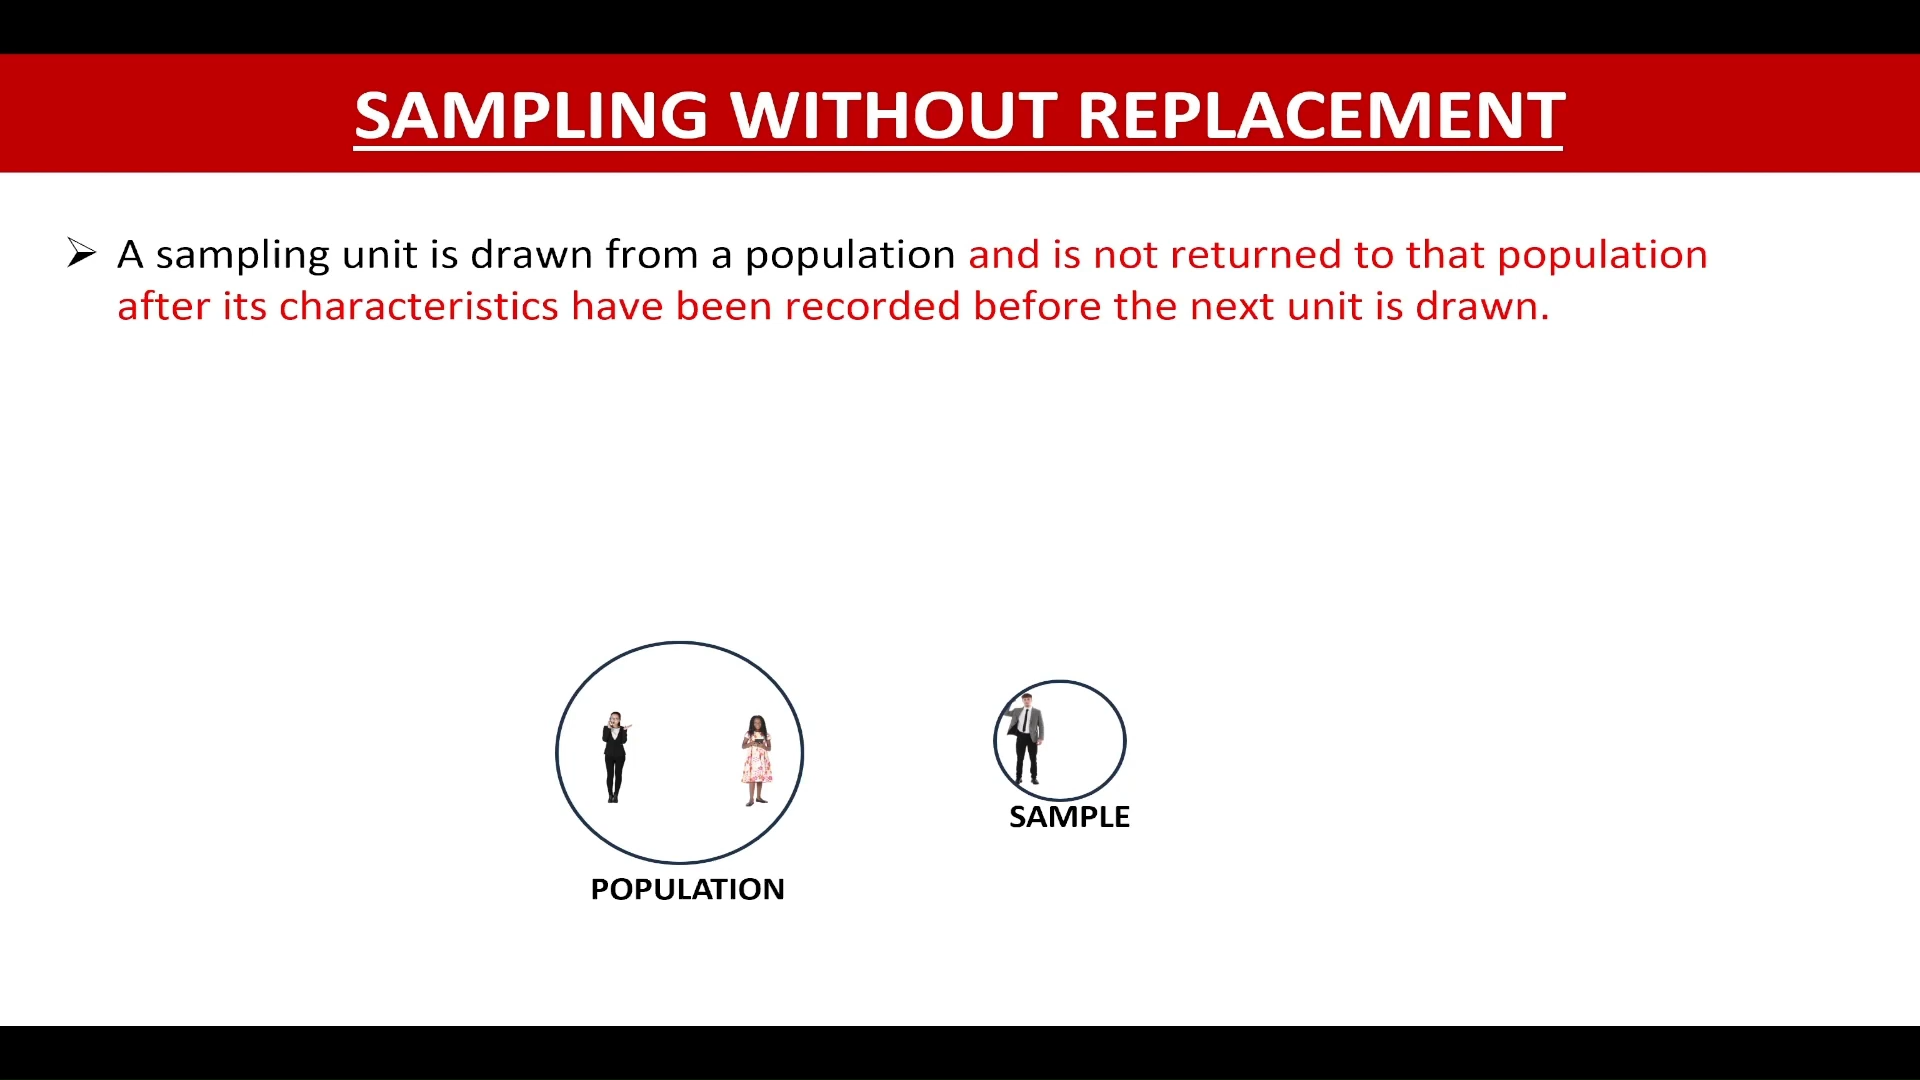 SAMPLING WITHOUT REPLACEMENT
➢ A sampling unit is drawn from a population and is not returned to that population
after its characteristics have been recorded before the next unit is drawn.
SAMPLE
POPULATION